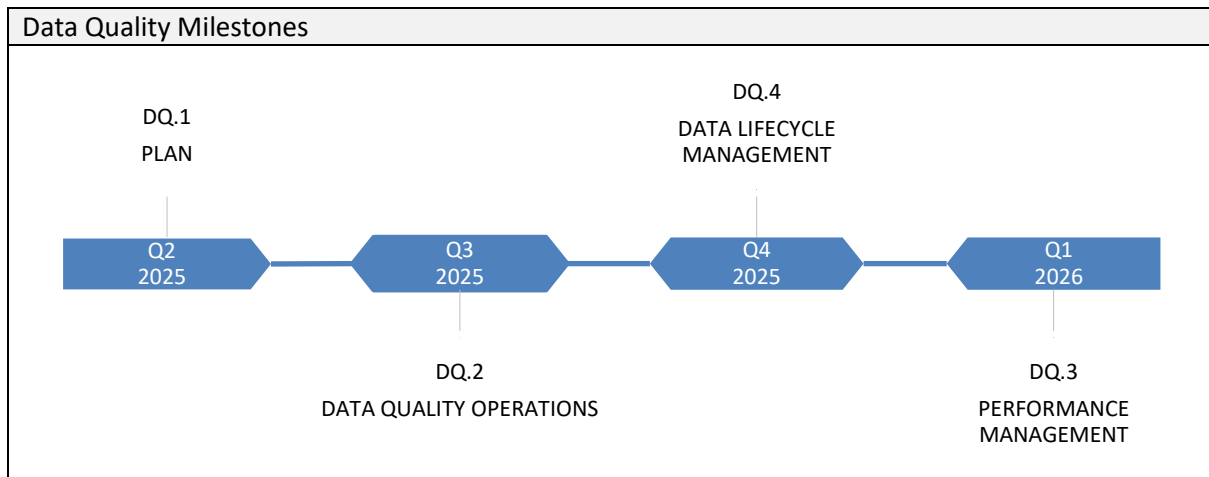 Data Quality Milestones
DQ.1
PLAN
DQ.4
DATA LIFECYCLE
MANAGEMENT
Q2
2025
Q3
2025
Q4
2025
Q1
2026
DQ.2
DATA QUALITY OPERATIONS
DQ.3
PERFORMANCE
MANAGEMENT